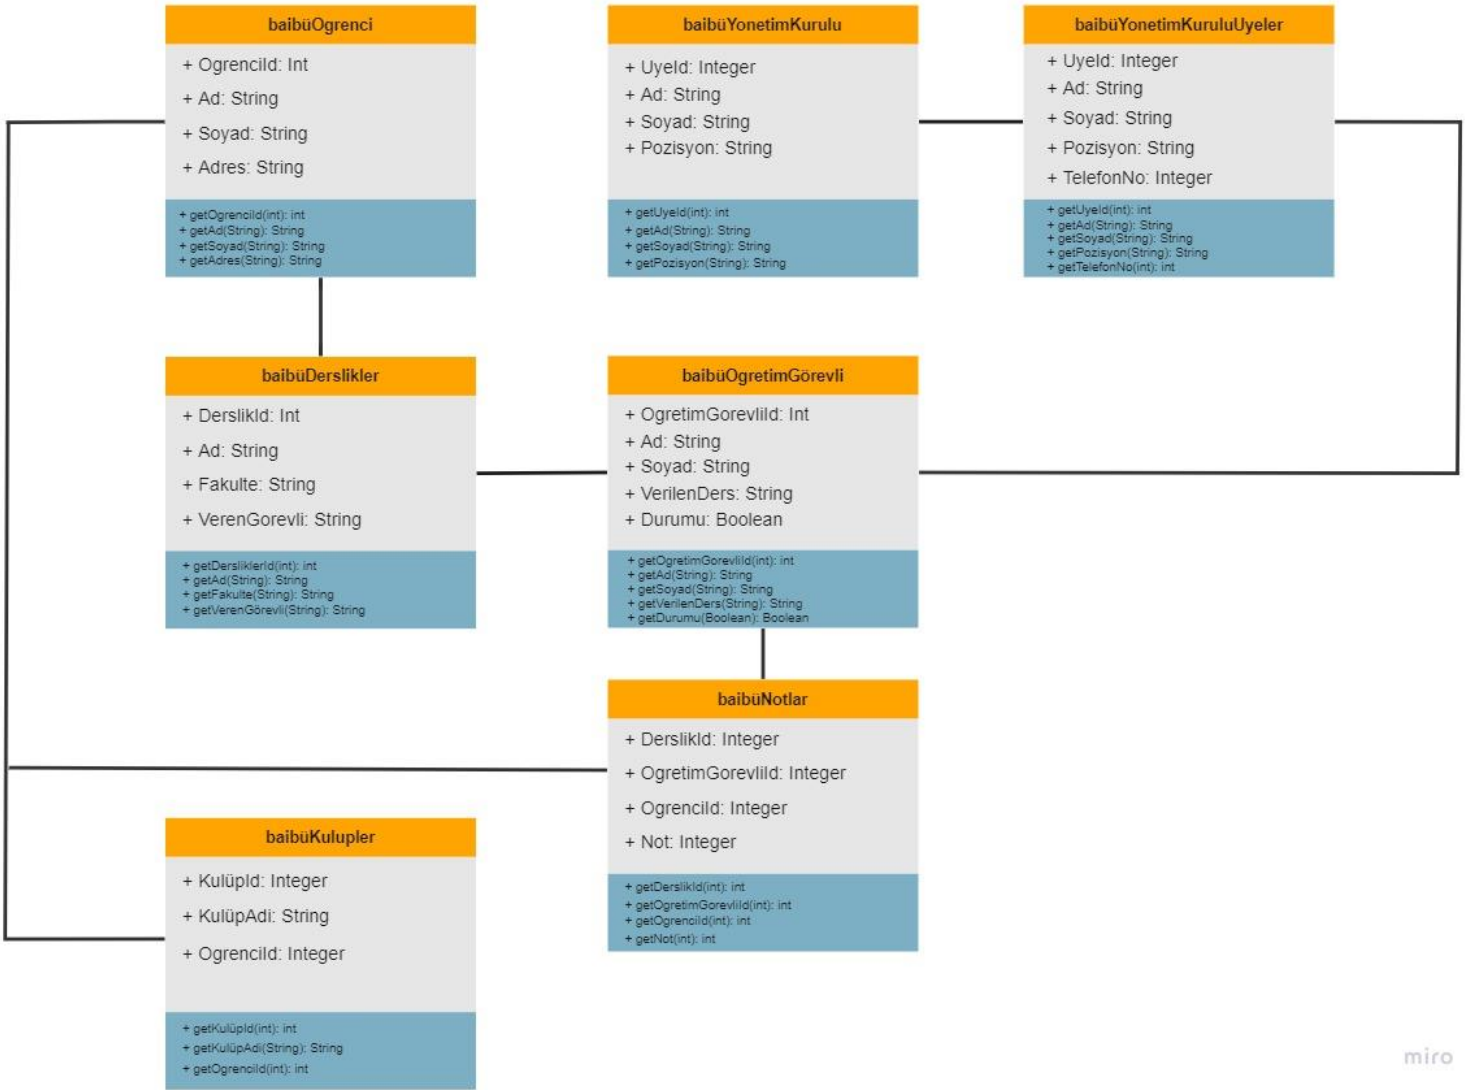 baibüOgrenci
+ OgrenciId: Int
+ Ad: String
+ Soyad: String
+ Adres: String
+ getOgrenciId(int): int
+ getAd(String): String
+ getSoyad(String): String
+ getAdres(String): String
baibüYonetimKurulu
+ UyeId: Integer
+ Ad: String
+ Soyad: String
+ Pozisyon: String
+ getUyeId(int): int
+ getAd(String): String
+ getSoyad(String): String
+ getPozisyon(String): String
baibüYonetimKuruluUyeler
+ UyeId: Integer
+ Ad: String
+ Soyad: String
+ Pozisyon: String
+ TelefonNo: Integer
+ getUyeId(int): int
+ getAd(String): String
+ getSoyad(String): String
+ getPozisyon(String): String
+ getTelefonNo(int): int
baibüDerslikler
+ DerslikId: Int
+ Ad: String
+ Fakulte: String
+ VerenGorevli: String
+ getDersliklerId(int): int
+ getAd(String): String
+ getFakulte(String): String
+ getVerenGörevli(String): String
baibüOgretimGörevli
+ OgretimGorevliId: Int
+ Ad: String
+ Soyad: String
+ VerilenDers: String
+ Durumu: Boolean
+ getOgretimGorevliId(int): int
+ getAd(String): String
+ getSoyad(String): String
+ getVerilenDers(String): String
+ getDurumu(Boolean): Boolean
baibüNotlar
+ DerslikId: Integer
+ OgretimGorevliId: Integer
+ OgrenciId: Integer
+ Not: Integer
+ getDerslikId(int): int
+ getOgretimGorevliId(int): int
+ getOgrenciId(int): int
+ getNot(int): int
baibüKulupler
+ KulüpId: Integer
+ KulüpAdi: String
+ OgrenciId: Integer
+ getKulüpId(int): int
+ getKulüpAdi(String): String
+ getOgrenciId(int): int
miro